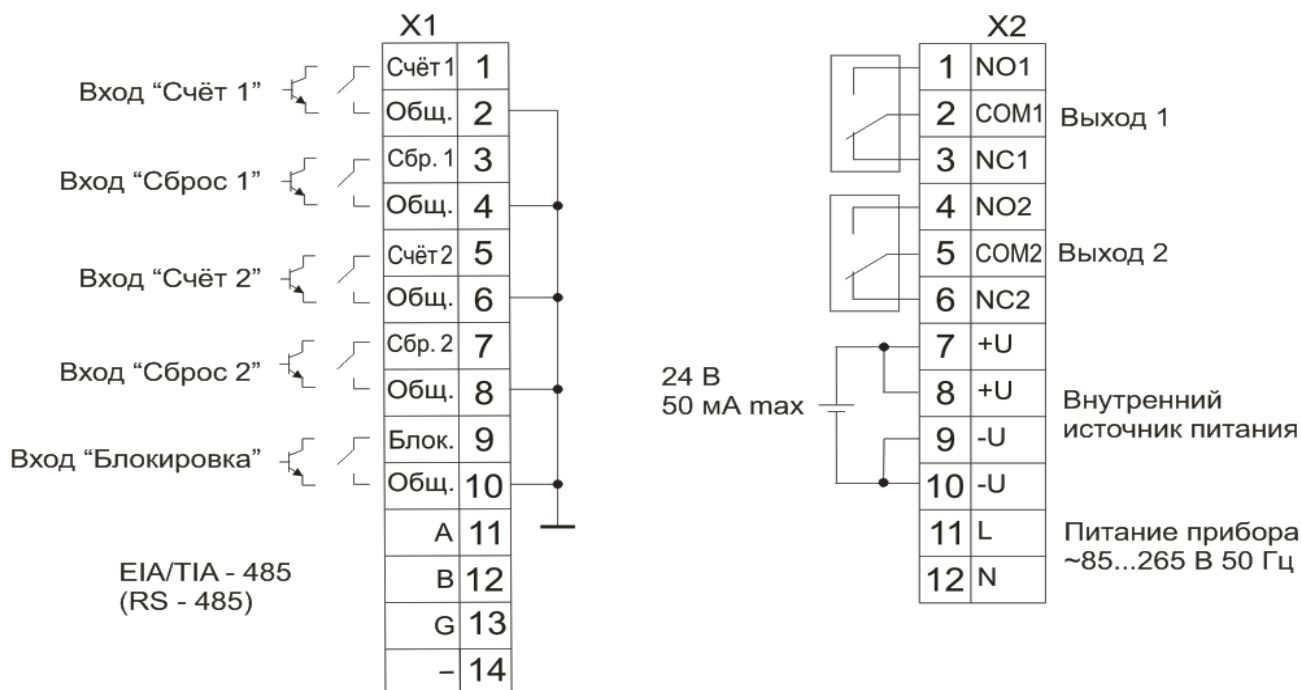 X1
Вход “Счёт 1”
Счёт 1 1
Общ. 2
Вход “Сброс 1”
Сбр. 1 3
Общ. 4
Вход “Счёт 2”
Счёт 2 5
Общ. 6
Вход “Сброс 2”
Сбр. 2 7
Общ. 8
Вход “Блокировка”
Блок. 9
Общ. 10
A 11
B 12
G 13
– 14
EIA/TIA - 485
(RS - 485)
X2
1 NO1
2 COM1
3 NC1
Выход 1
4 NO2
5 COM2
6 NC2
Выход 2
7 +U
8 +U
9 -U
10 -U
24 В
50 мА max
Внутренний
источник питания
11 L
12 N
Питание прибора
~85...265 В 50 Гц